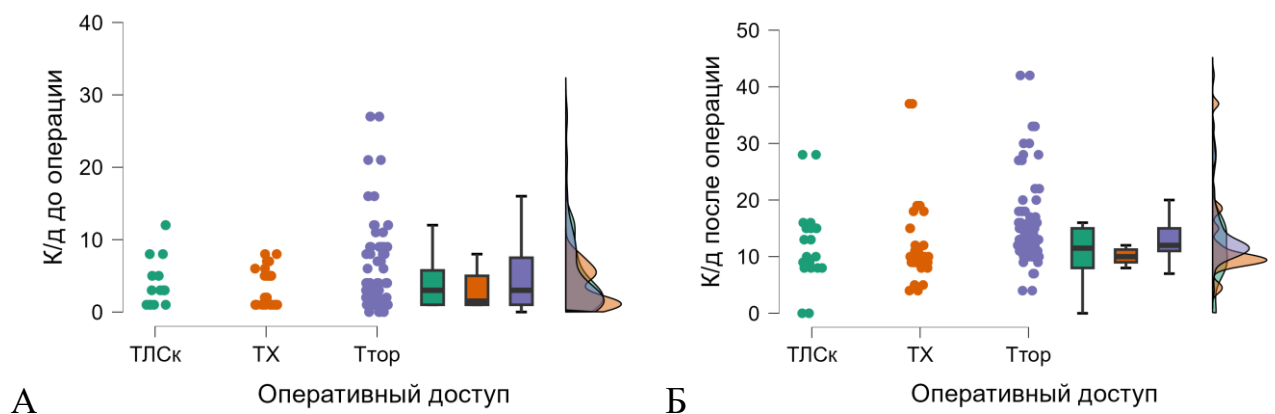 40
30
20
10
0
К/д до операции
ТЛСк ТХ Ттор
Оперативный доступ
А
50
40
30
20
10
0
К/д после операции
ТЛСк ТХ Ттор
Оперативный доступ
Б